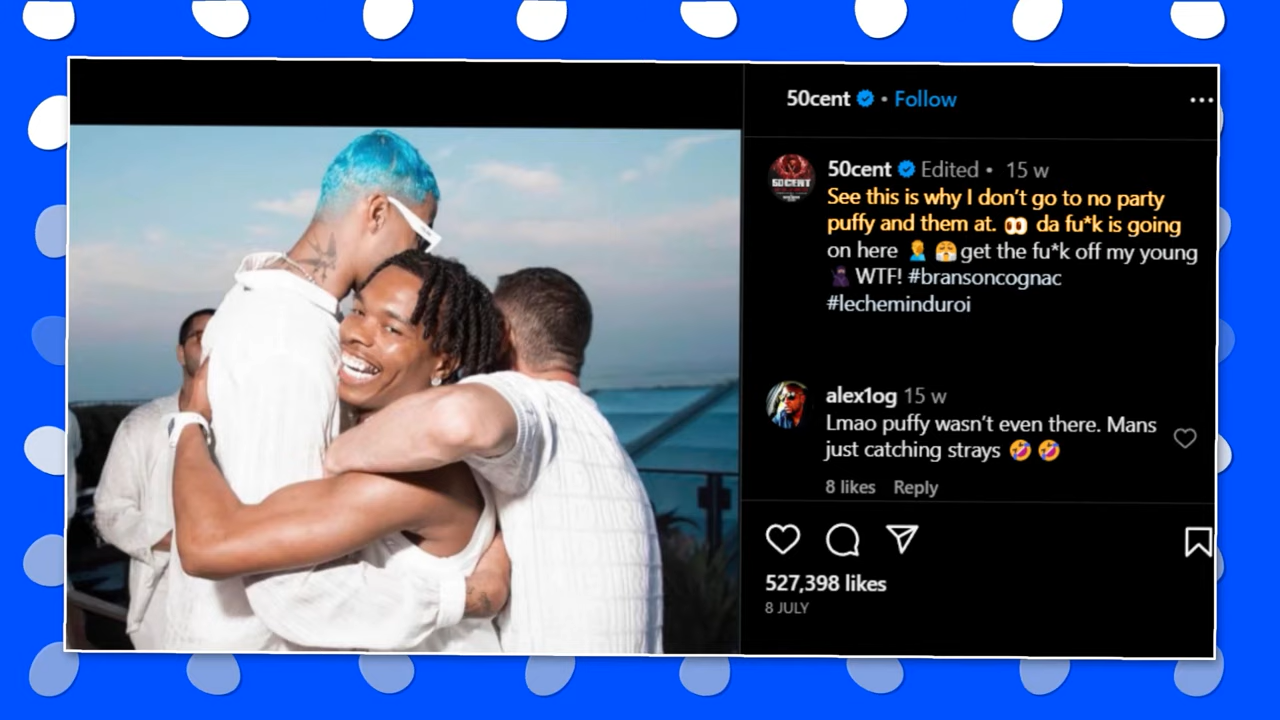 50cent • Follow
50cent Edited • 15 w
See this is why I don't go to no party
puffy and them at. 👀 da fu*k is going
on here 🤦‍♂️ 😤 get the fu*k off my young
🥷🏿 WTF! #bransoncognac
#lecheminduroi
50 CENT
alex1og 15 w
Lmao puffy wasn't even there. Mans
just catching strays 🤣 🤣
8 likes Reply
527,398 likes
8 JULY